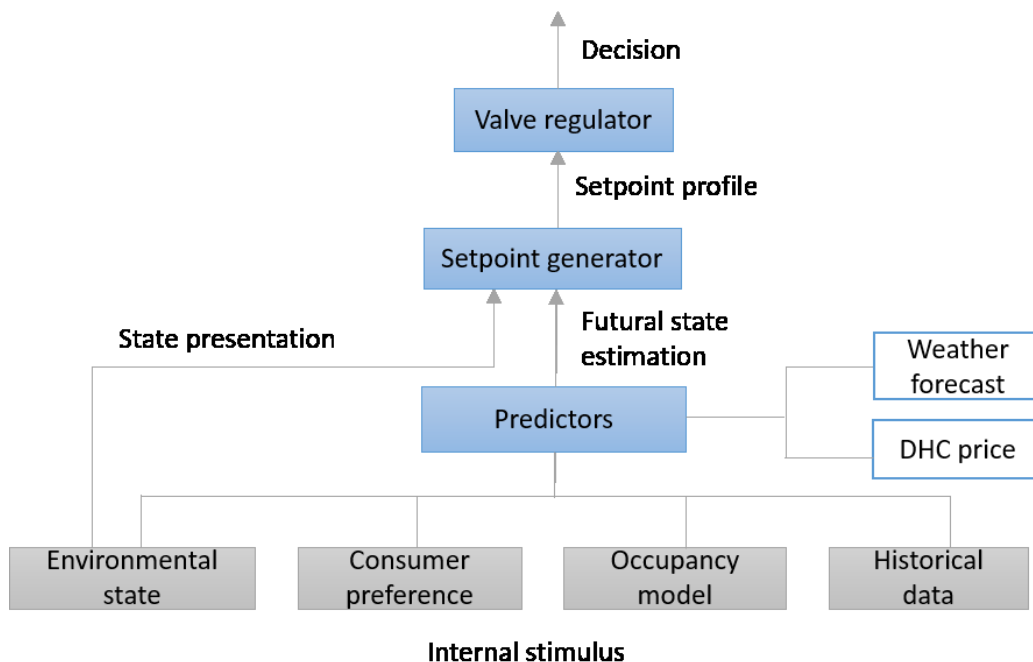 Decision
Valve regulator
Setpoint profile
Setpoint generator
State presentation
Futural state
estimation
Weather
forecast
Predictors
DHC price
Environmental
state
Consumer
preference
Occupancy
model
Historical
data
Internal stimulus